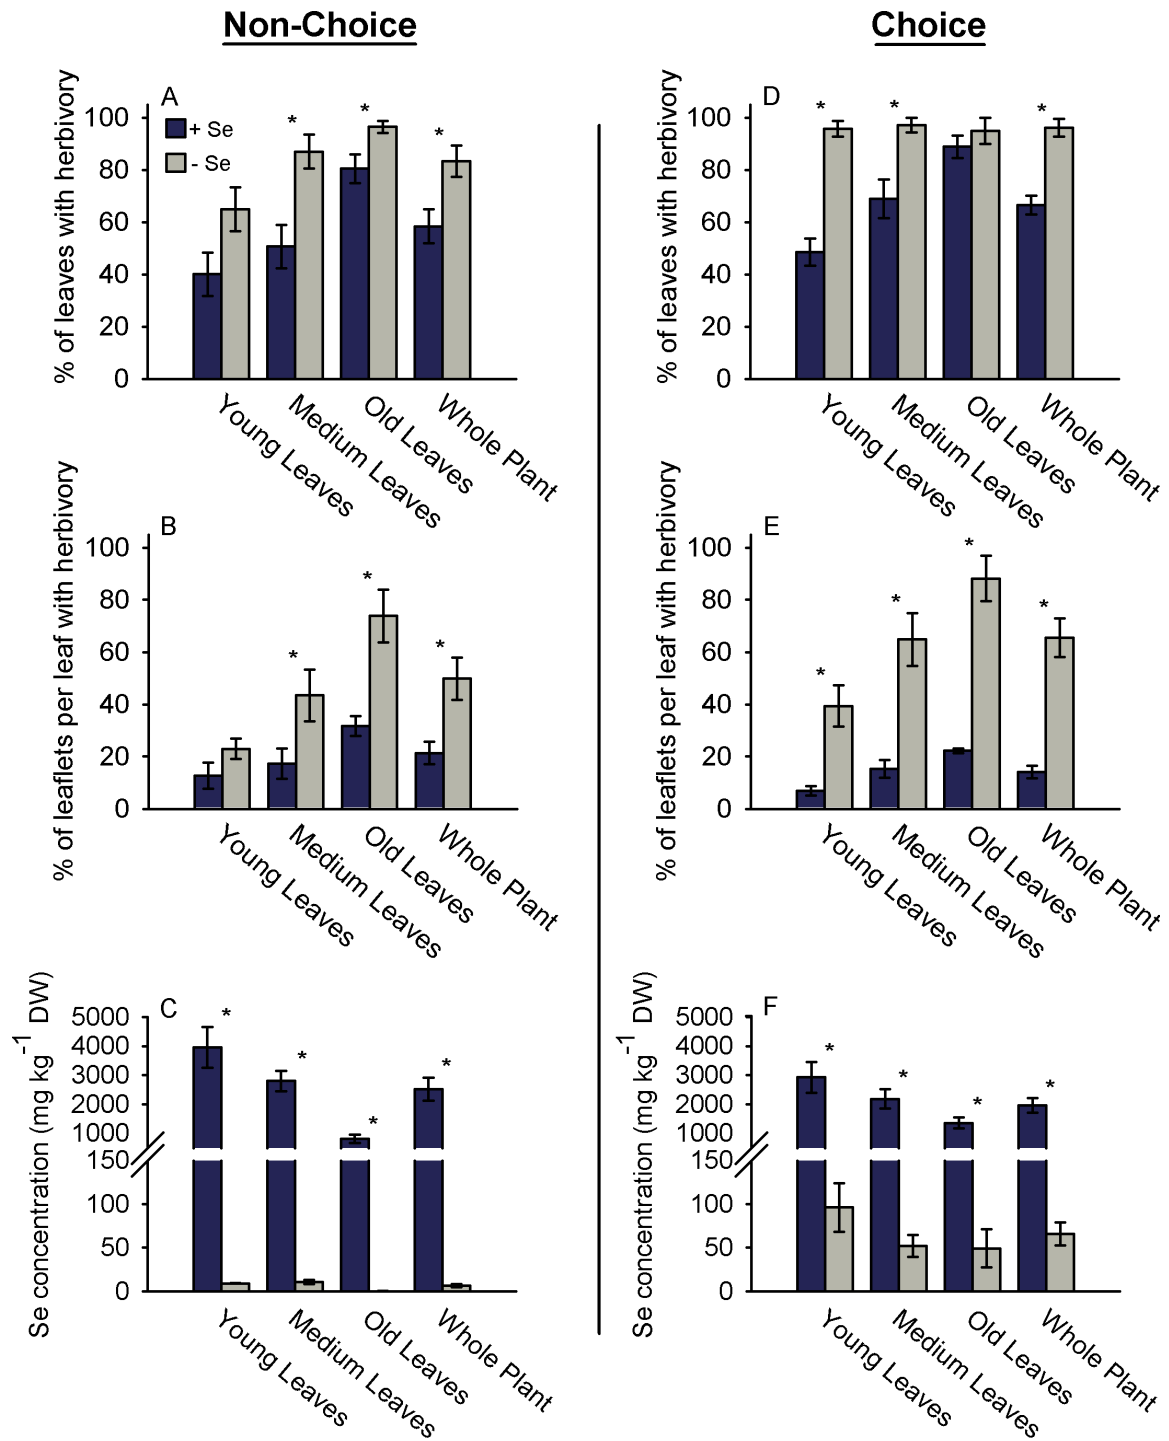 Non-Choice
Choice
% of leaves with herbivory
A
100
80
60
40
20
0
+ Se
- Se
*
*
*
Young Leaves
Medium Leaves
Old Leaves
Whole Plant
% of leaves with herbivory
D
100
80
60
40
20
0
*
*
*
Young Leaves
Medium Leaves
Old Leaves
Whole Plant
% of leaflets per leaf with herbivory
B
100
80
60
40
20
0
*
*
*
Young Leaves
Medium Leaves
Old Leaves
Whole Plant
% of leaflets per leaf with herbivory
E
100
80
60
40
20
0
*
*
*
*
Young Leaves
Medium Leaves
Old Leaves
Whole Plant
Se concentration (mg kg⁻¹ DW)
C
5000
4000
3000
2000
1000
150
100
50
0
*
*
*
*
Young Leaves
Medium Leaves
Old Leaves
Whole Plant
Se concentration (mg kg⁻¹ DW)
F
5000
4000
3000
2000
1000
150
100
50
0
*
*
*
*
Young Leaves
Medium Leaves
Old Leaves
Whole Plant